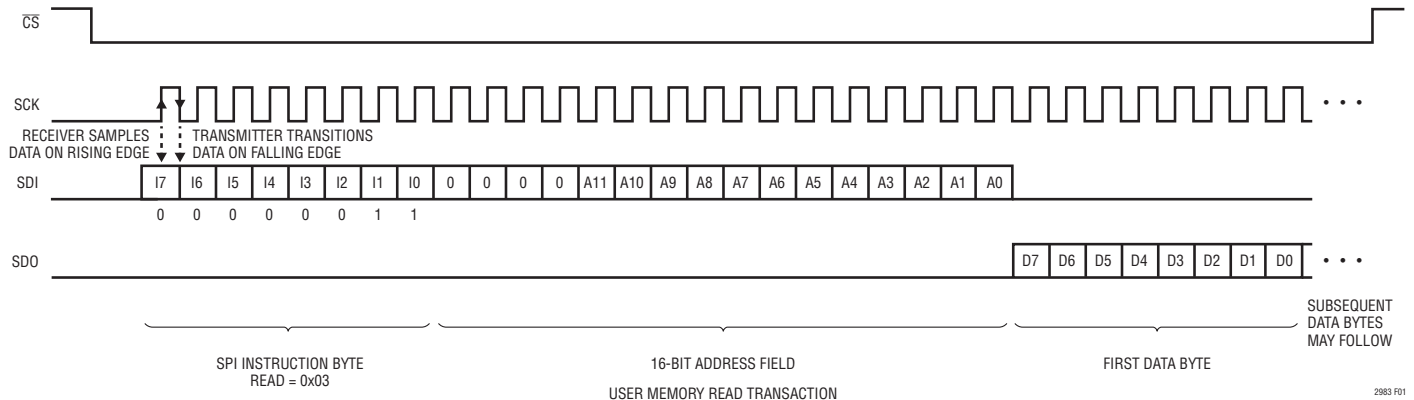 CS
SCK
RECEIVER SAMPLES
DATA ON RISING EDGE
TRANSMITTER TRANSITIONS
DATA ON FALLING EDGE
SDI I7 I6 I5 I4 I3 I2 I1 I0 0 0 0 0 A11 A10 A9 A8 A7 A6 A5 A4 A3 A2 A1 A0
0 0 0 0 0 0 1 1
SDO D7 D6 D5 D4 D3 D2 D1 D0
SUBSEQUENT
DATA BYTES
MAY FOLLOW
SPI INSTRUCTION BYTE
READ = 0x03
16-BIT ADDRESS FIELD
FIRST DATA BYTE
USER MEMORY READ TRANSACTION
2983 F01